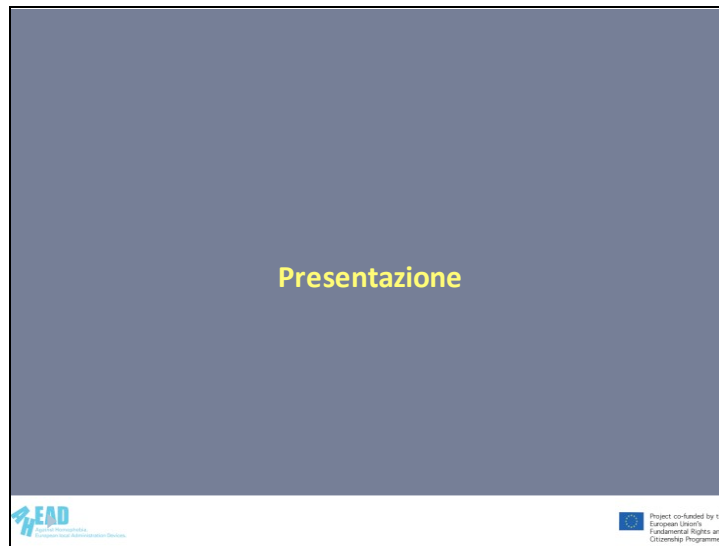 Presentazione
AHEAD
Against Homophobia.
European local Administration Devices.
Project co-funded by t
European Union's
Fundamental Rights an
Citizenship Programme